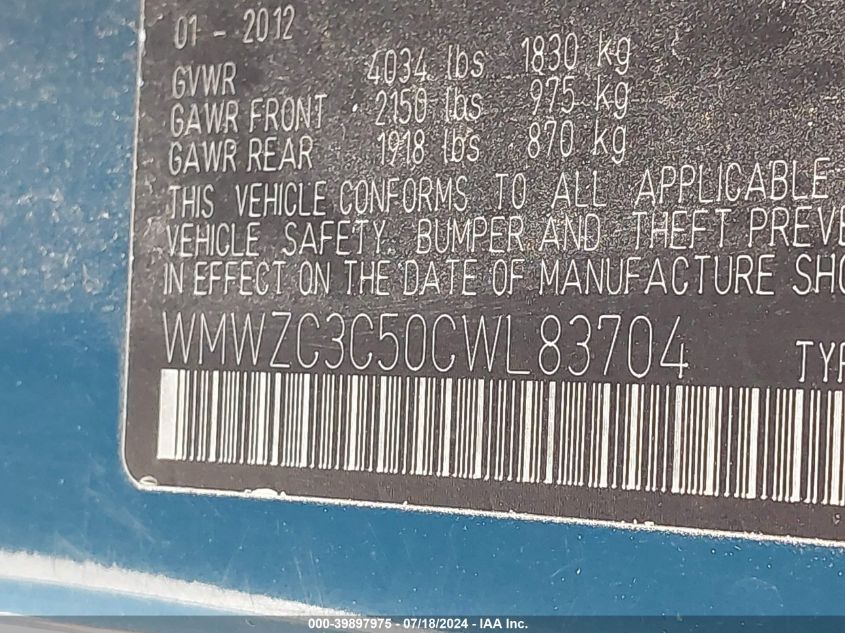 01 - 2012
GVWR 4034 lbs 1830 kg
GAWR FRONT 2150 lbs 975 kg
GAWR REAR 1918 lbs 870 kg
THIS VEHICLE CONFORMS TO ALL APPLICABLE
VEHICLE SAFETY. BUMPER AND THEFT PREVE
IN EFFECT ON THE DATE OF MANUFACTURE SHO
WMWZC3C50CWL83704 TYP
000-39897975 - 07/18/2024 - IAA Inc.